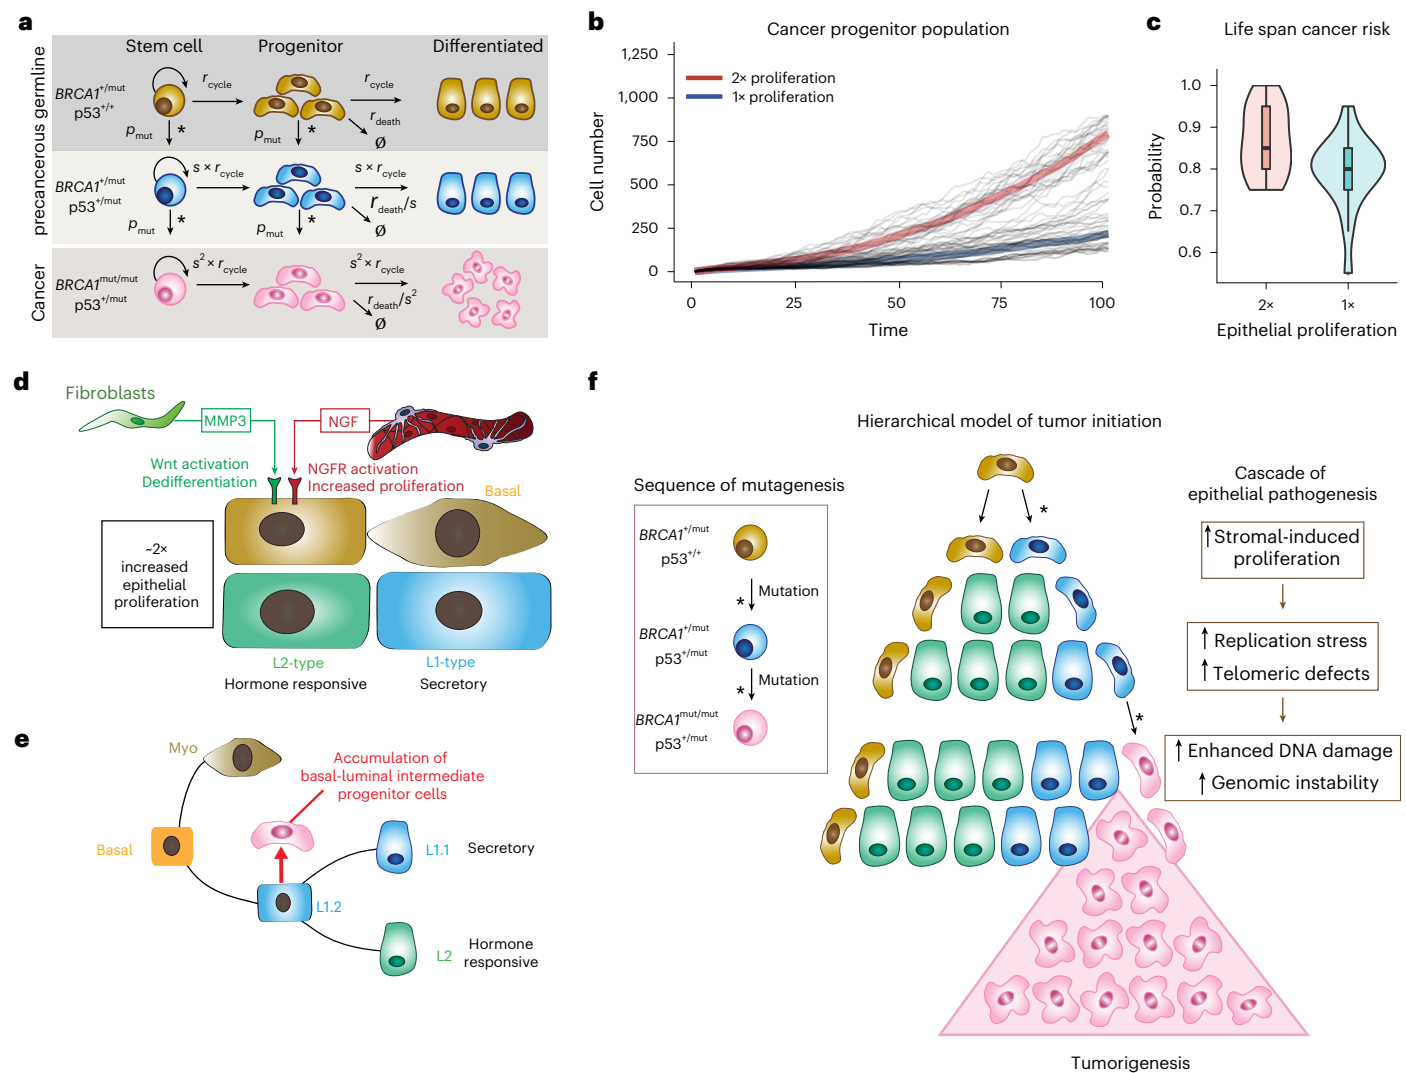 a
Stem cell
Progenitor
Differentiated
precancerous germline
Cancer
BRCA1+/mut
p53+/+
rcycle
rcycle
rdeath
Ø
pmut
*
pmut
*
BRCA1+/mut
p53+/mut
s × rcycle
s × rcycle
rdeath/s
Ø
pmut
*
pmut
*
BRCA1mut/mut
p53+/mut
s2 × rcycle
s2 × rcycle
rdeath/s2
Ø
b
Cancer progenitor population
Cell number
1,250
1,000
750
500
250
0
2× proliferation
1× proliferation
0
25
50
75
100
Time
c
Life span cancer risk
Probability
1.0
0.9
0.8
0.7
0.6
2×
1×
Epithelial proliferation
d
Fibroblasts
MMP3
NGF
Wnt activation
Dedifferentiation
NGFR activation
Increased proliferation
Basal
~2×
increased
epithelial
proliferation
L2-type
Hormone responsive
L1-type
Secretory
e
Myo
Accumulation of
basal-luminal intermediate
progenitor cells
Basal
L1.1
Secretory
L1.2
L2
Hormone
responsive
f
Hierarchical model of tumor initiation
Sequence of mutagenesis
BRCA1+/mut
p53+/+
* Mutation
BRCA1+/mut
p53+/mut
* Mutation
BRCA1mut/mut
p53+/mut
*
*
Cascade of
epithelial pathogenesis
↑Stromal-induced
proliferation
↑ Replication stress
↑ Telomeric defects
↑ Enhanced DNA damage
↑ Genomic instability
Tumorigenesis